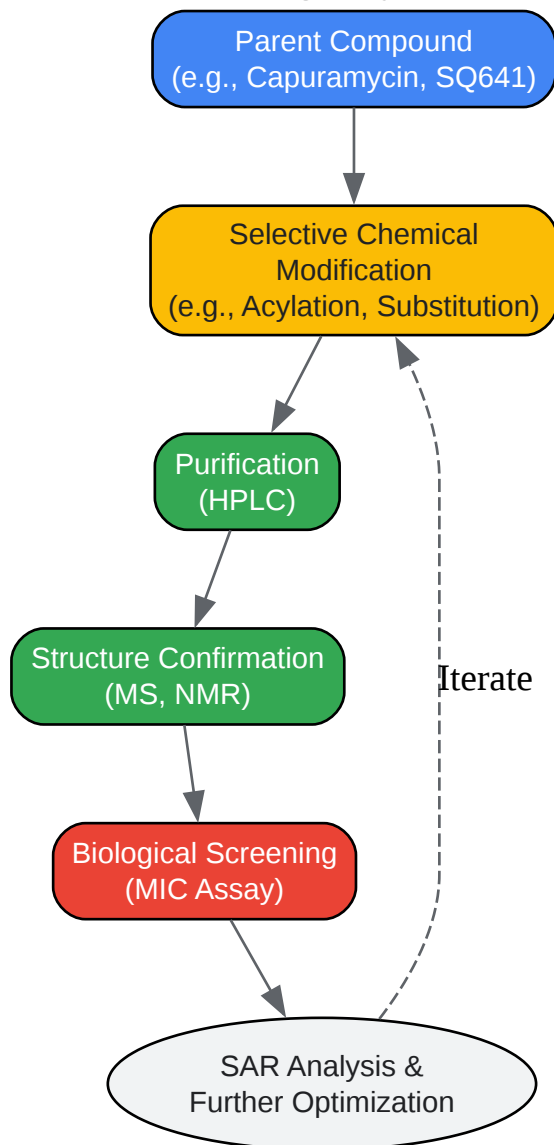 Parent Compound
(e.g., Capuramycin, SQ641)
Selective Chemical
Modification
(e.g., Acylation, Substitution)
Purification
(HPLC)
Structure Confirmation
(MS, NMR)
Iterate
Biological Screening
(MIC Assay)
SAR Analysis &
Further Optimization